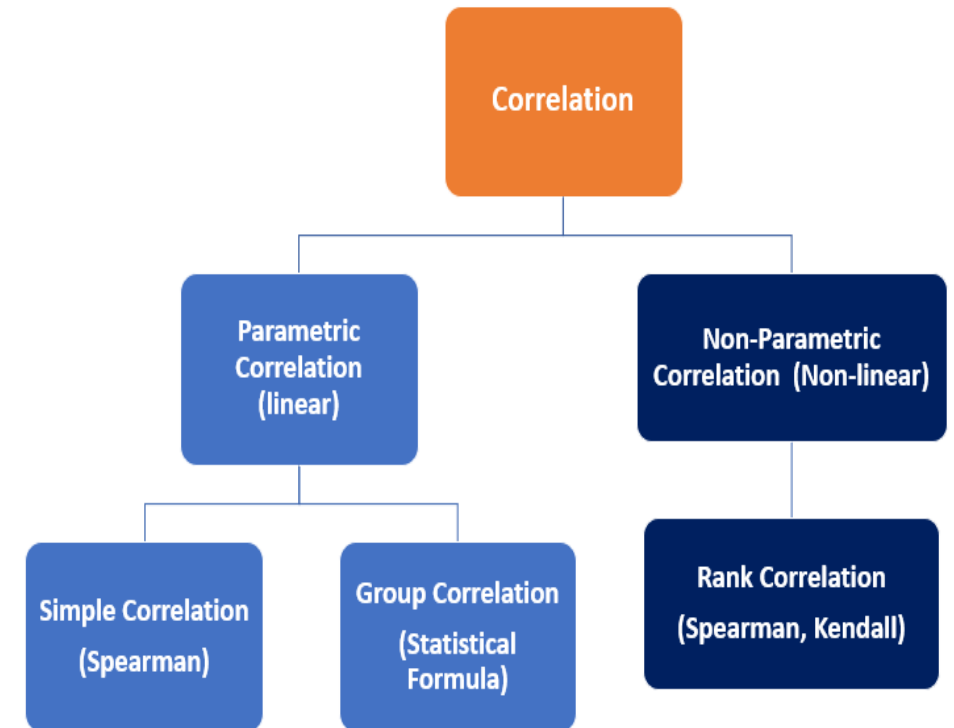 Correlation
Parametric
Correlation
(linear)
Non-Parametric
Correlation (Non-linear)
Simple Correlation
(Spearman)
Group Correlation
(Statistical
Formula)
Rank Correlation
(Spearman, Kendall)